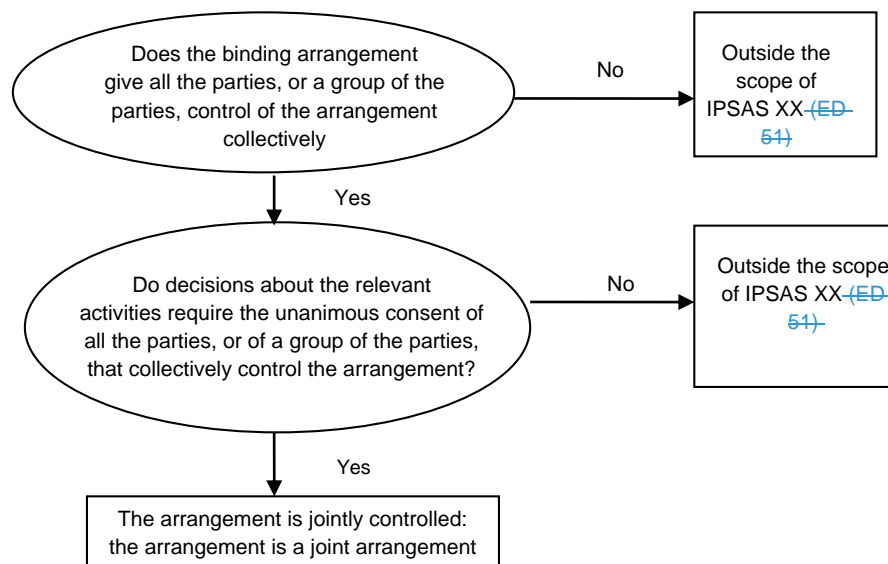 Does the binding arrangement
give all the parties, or a group of the
parties, control of the arrangement
collectively
No
Outside the
scope of
IPSAS XX (ED
51)
Yes
Do decisions about the relevant
activities require the unanimous consent of
all the parties, or of a group of the parties,
that collectively control the arrangement?
No
Outside the scope
of IPSAS XX (ED
51)
Yes
The arrangement is jointly controlled:
the arrangement is a joint arrangement